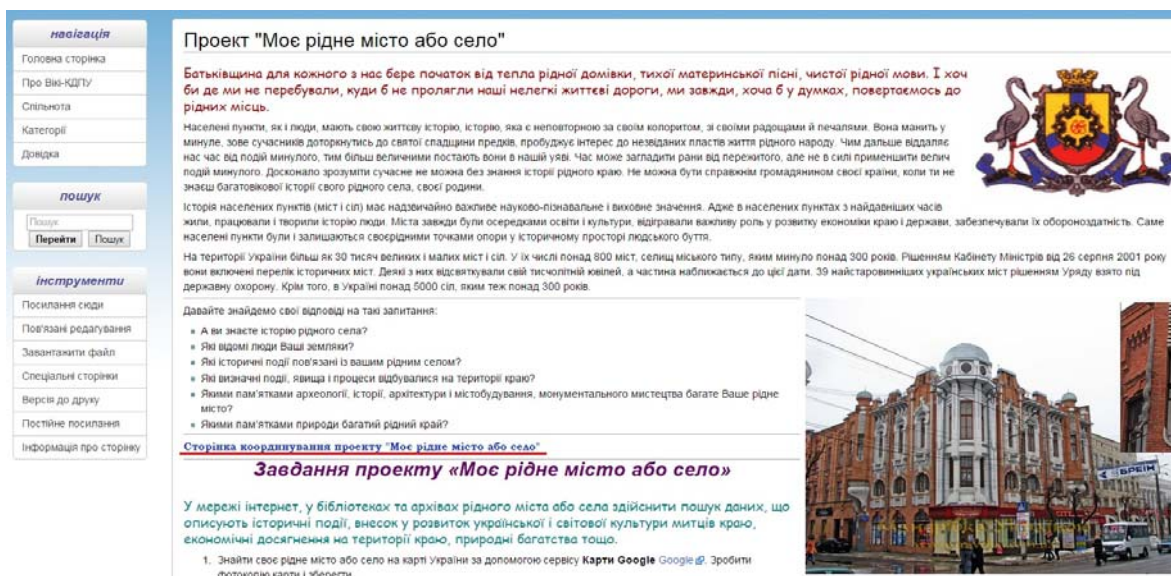 навігація
Головна сторінка
Про Вікі-КДПУ
Спільнота
Категорії
Довідка
пошук
Пошук
Перейти Пошук
інструменти
Посилання сюди
Пов'язані редагування
Завантажити файл
Спеціальні сторінки
Версія до друку
Постійне посилання
Інформація про сторінку
Проект "Моє рідне місто або село"
Батьківщина для кожного з нас бере початок від тепла рідної домівки, тихої материнської пісні, чистої рідної мови. І хоч
би де ми не перебували, куди б не пролягли наші нелегкі життєві дороги, ми завжди, хоча б у думках, повертаємось до
рідних місць.
Населені пункти, як і люди, мають свою життєву історію, історію, яка є неповторною за своїм колоритом, зі своїми радощами й печалями. Вона манить у
минуле, зове сучасників доторкнутись до святої спадщини предків, пробуджує інтерес до незвіданих пластів життя рідного народу. Чим дальше віддаляє
нас час від подій минулого, тим більш величними постають вони в нашій уяві. Час може загладити рани від пережитого, але не в силі применшити велич
подій минулого. Досконало зрозуміти сучасне не можна без знання історії рідного краю. Не можна бути справжнім громадянином своєї країни, коли ти не
знаєш багатовікової історії свого рідного села, своєї родини.
Історія населених пунктів (міст і сіл) має надзвичайно важливе науково-пізнавальне і виховне значення. Адже в населених пунктах з найдавніших часів
жили, працювали і творили історію люди. Міста завжди були осередками освіти і культури, відігравали важливу роль у розвитку економіки краю і держави, забезпечували їх обороноздатність. Саме
населені пункти були і залишаються своєрідними точками опори у історичному просторі людського буття.
На території України більш як 30 тисяч великих і малих міст і сіл. У їх числі понад 800 міст, селищ міського типу, яким минуло понад 300 років. Рішенням Кабінету Міністрів від 26 серпня 2001 року
вони включені перелік історичних міст. Деякі з них відсвяткували свій тисячолітній ювілей, а частина наближається до цієї дати. 39 найстаровинніших українських міст рішенням Уряду взято під
державну охорону. Крім того, в Україні понад 5000 сіл, яким теж понад 300 років.
Давайте знайдемо свої відповіді на такі запитання:
А ви знаєте історію рідного села?
Які відомі люди Ваші земляки?
Які історичні події пов'язані із вашим рідним селом?
Які визначні події, явища і процеси відбувалися на території краю?
Якими пам'ятками археології, історії, архітектури і містобудування, монументального мистецтва багате Ваше рідне
місто?
Якими пам'ятками природи багатий рідний край?
Сторінка координування проекту "Моє рідне місто або село"
Завдання проекту «Моє рідне місто або село»
У мережі інтернет, у бібліотеках та архівах рідного міста або села здійснити пошук даних, що
описують історичні події, внесок у розвиток української і світової культури митців краю,
економічні досягнення на території краю, природні багатства тощо.
1. Знайти своє рідне місто або село на карті України за допомогою сервісу Карти Google Google. Зробити
фотокопію карти і зберегти
БРЕЙН